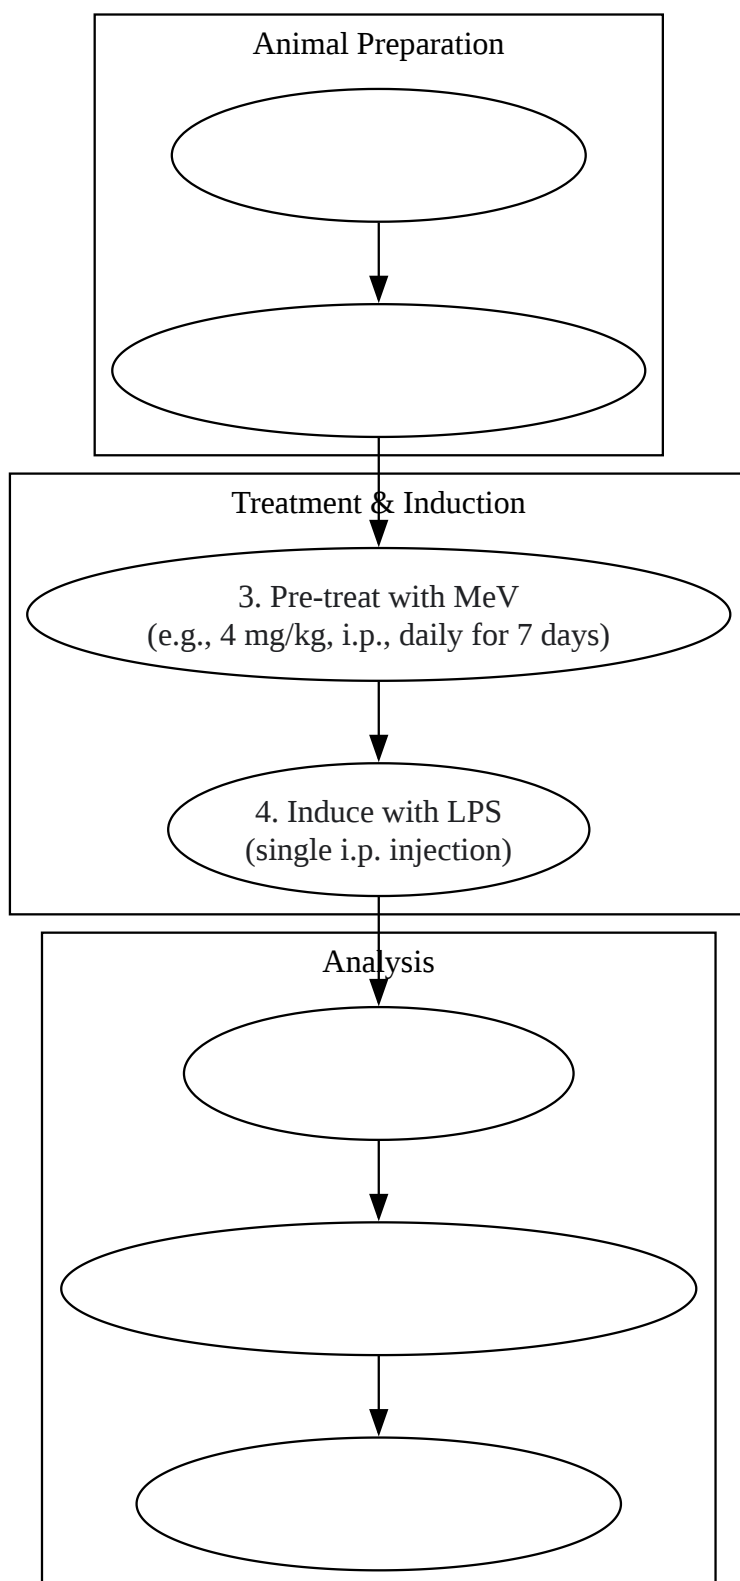 Animal Preparation
Treatment & Induction
3. Pre-treat with MeV
(e.g., 4 mg/kg, i.p., daily for 7 days)
4. Induce with LPS
(single i.p. injection)
Analysis